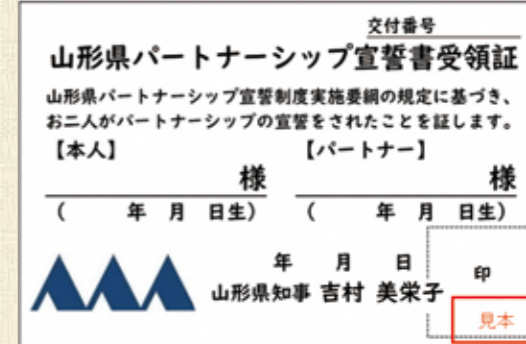 交付番号
山形県パートナーシップ宣誓書受領証
山形県パートナーシップ宣誓制度実施要綱の規定に基づき、
お二人がパートナーシップの宣誓をされたことを証します。
【本人】 【パートナー】
様 様
( 年 月 日生) ( 年 月 日生)
年 月 日
山形県知事 吉村 美栄子 印
見本